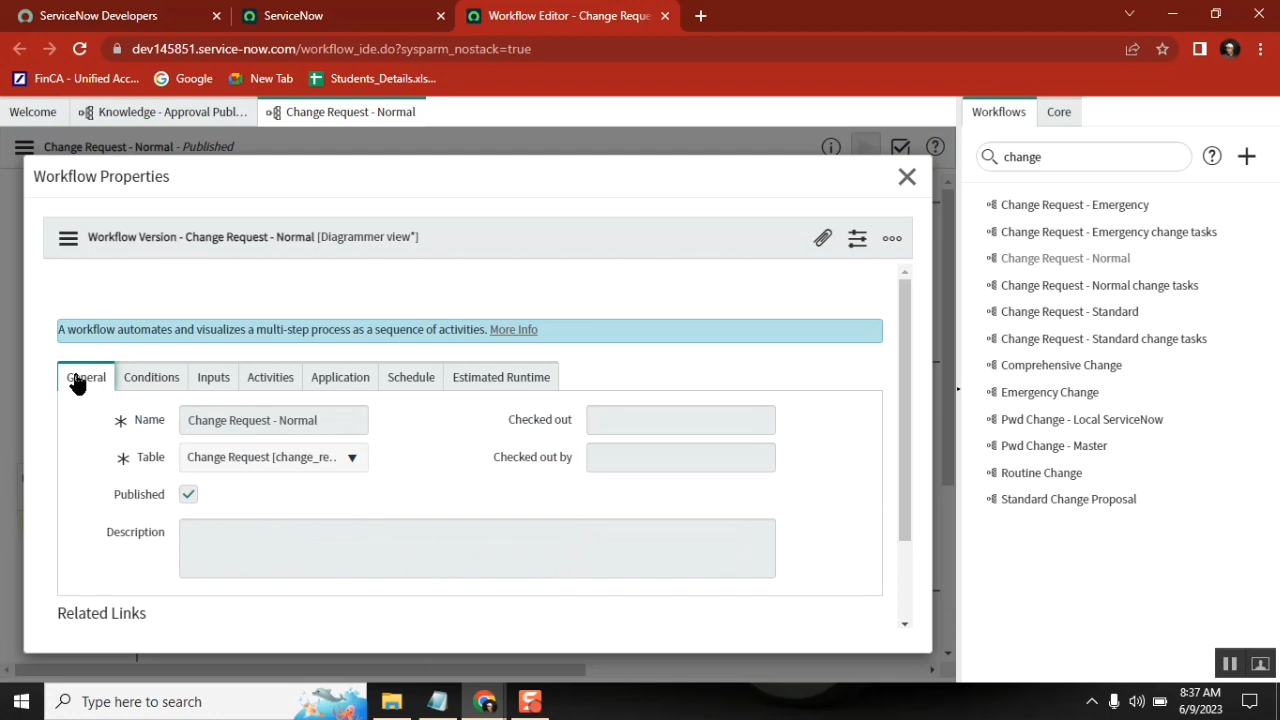 ServiceNow Developers
ServiceNow
Workflow Editor - Change Reque
dev145851.service-now.com/workflow_ide.do?sysparm_nostack=true
FinCA - Unified Acc...
Google
New Tab
Students_Details.xls...
Welcome
Knowledge - Approval Publ...
Change Request - Normal
Workflows
Core
Change Request - Normal - Published
change
Workflow Properties
Workflow Version - Change Request - Normal [Diagrammer view*]
A workflow automates and visualizes a multi-step process as a sequence of activities. More Info
General
Conditions
Inputs
Activities
Application
Schedule
Estimated Runtime
Name
Change Request - Normal
Checked out
Table
Change Request [change_re..
Checked out by
Published
Description
Related Links
Change Request - Emergency
Change Request - Emergency change tasks
Change Request - Normal
Change Request - Normal change tasks
Change Request - Standard
Change Request - Standard change tasks
Comprehensive Change
Emergency Change
Pwd Change - Local ServiceNow
Pwd Change - Master
Routine Change
Standard Change Proposal
Type here to search
8:37 AM
6/9/2023